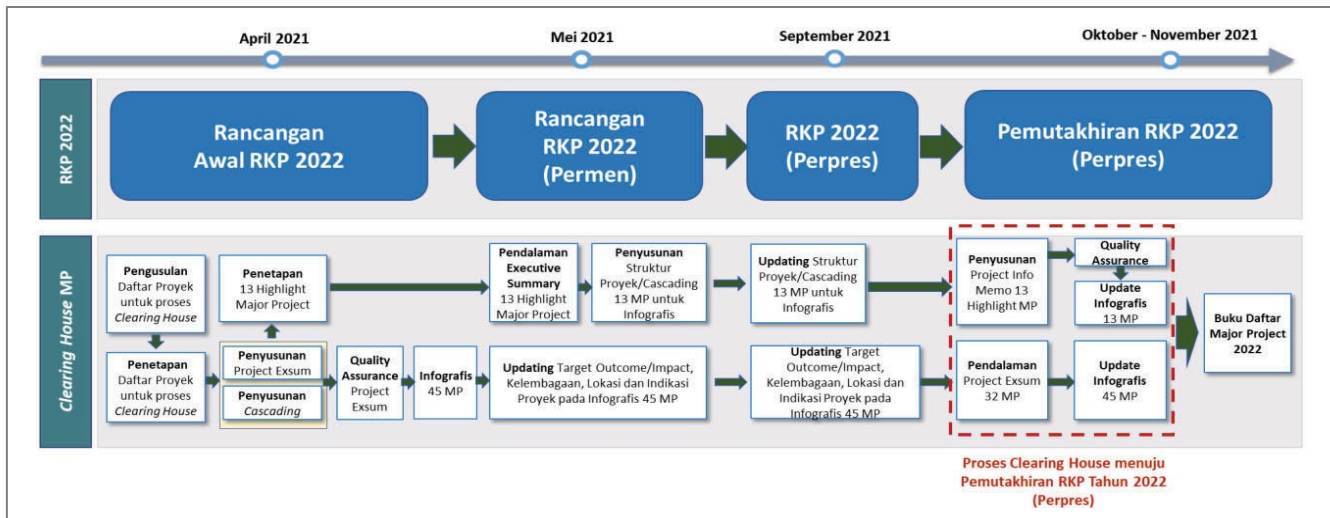 April 2021
Mei 2021
September 2021
Oktober - November 2021
RKP 2022
Rancangan
Awal RKP 2022
Rancangan
RKP 2022
(Permen)
RKP 2022
(Perpres)
Pemutakhiran RKP 2022
(Perpres)
Clearing House MP
Pengusulan
Daftar Proyek
untuk proses
Clearing House
Penetapan
13 Highlight
Major Project
Pendalaman
Executive
Summary
13 Highlight
Major Project
Penyusunan
Struktur
Proyek/Cascading
13 MP untuk
Infografis
Updating Struktur
Proyek/Cascading
13 MP untuk
Infografis
Penyusunan
Project Info
Memo 13
Highlight MP
Quality
Assurance
Update
Infografis
13 MP
Buku Daftar
Major Project
2022
Penetapan
Daftar Proyek
untuk proses
Clearing House
Penyusunan
Project Exsum
Penyusunan
Cascading
Quality
Assurance
Project
Exsum
Infografis
45 MP
Updating Target Outcome/Impact,
Kelembagaan, Lokasi dan Indikasi
Proyek pada Infografis 45 MP
Updating Target
Outcome/Impact,
Kelembagaan, Lokasi dan
Indikasi Proyek pada
Infografis 45 MP
Pendalaman
Project Exsum
32 MP
Update
Infografis
45 MP
Proses Clearing House menuju
Pemutakhiran RKP Tahun 2022
(Perpres)